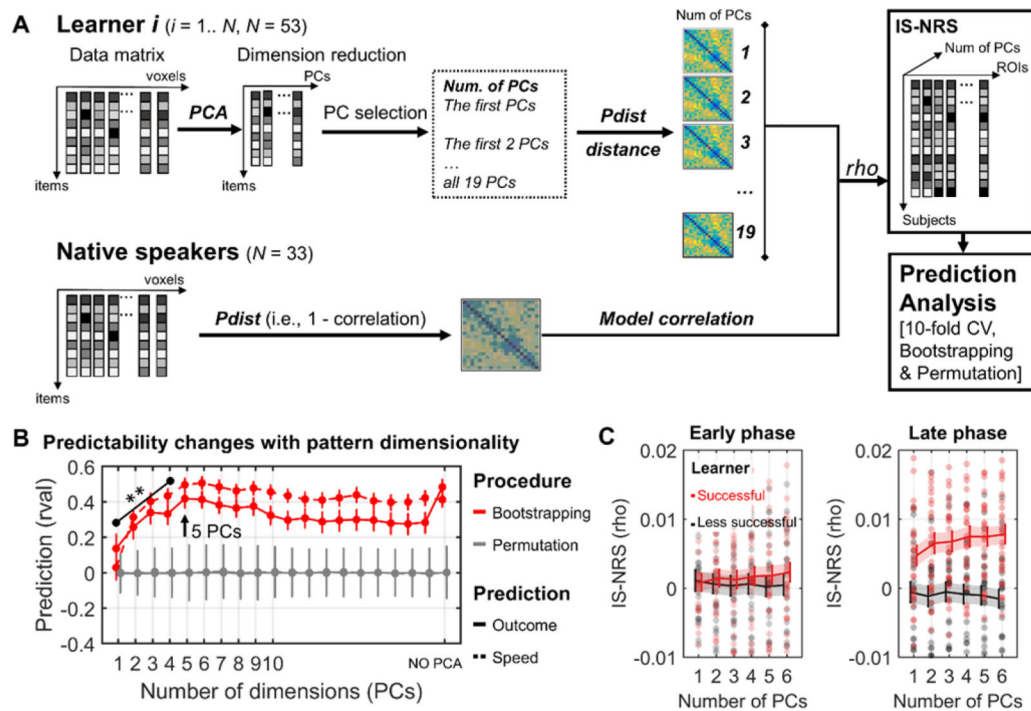 A
Learner i (i = 1.. N, N = 53)
Data matrix
voxels
items
PCA
Dimension reduction
PCs
items
PC selection
Num. of PCs
The first PCs
The first 2 PCs
...
all 19 PCs
Pdist
distance
Num of PCs
1
2
3
...
19
rho
IS-NRS
Num of PCs
ROIs
Subjects
Native speakers (N = 33)
voxels
items
Pdist (i.e., 1 - correlation)
Model correlation
Prediction
Analysis
[10-fold CV,
Bootstrapping
& Permutation]
B
Predictability changes with pattern dimensionality
Prediction (rval)
0.6
0.4
0.2
0
-0.2
-0.4
**
5 PCs
1 2 3 4 5 6 7 8 9 10 NO PCA
Number of dimensions (PCs)
Procedure
Bootstrapping
Permutation
Prediction
Outcome
Speed
C
Early phase
IS-NRS (rho)
0.02
0.01
0
-0.01
Learner
Successful
Less successful
1 2 3 4 5 6
Number of PCs
Late phase
IS-NRS (rho)
0.02
0.01
0
-0.01
1 2 3 4 5 6
Number of PCs